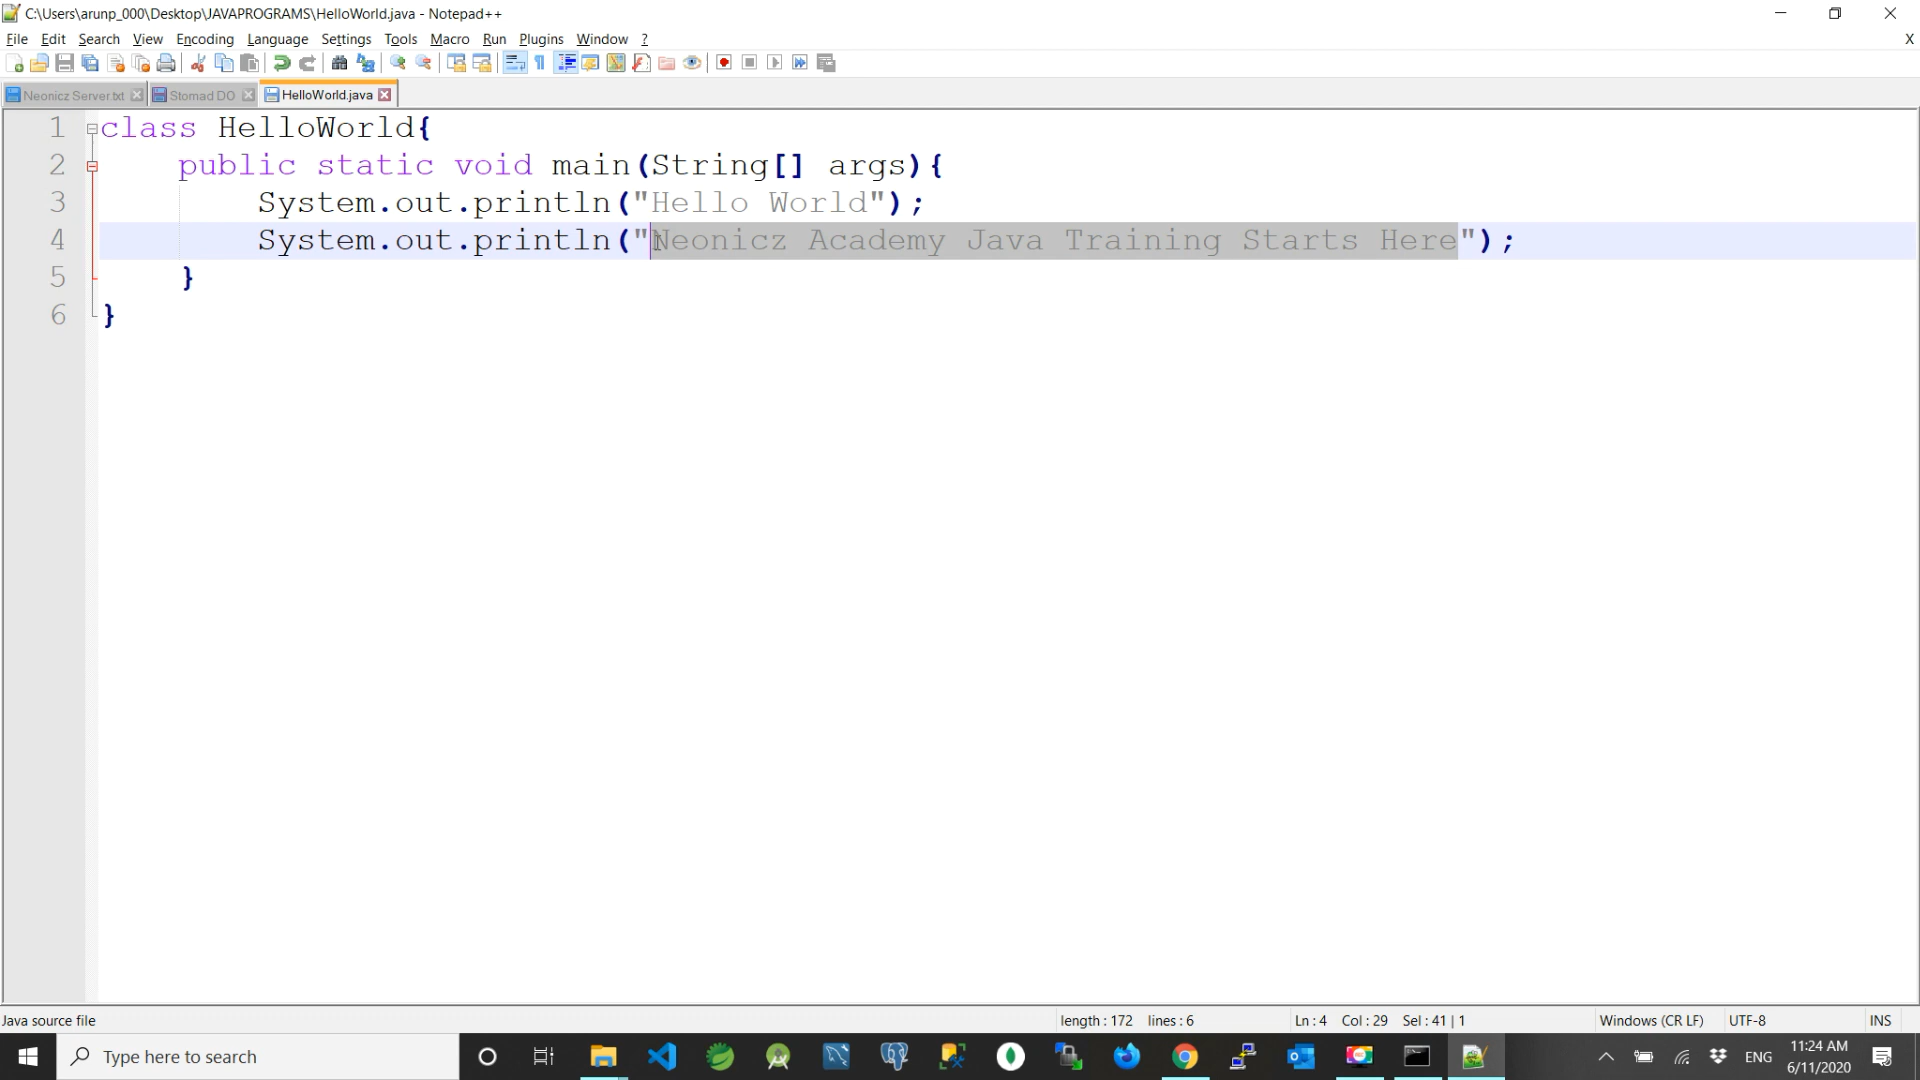 C:\Users\arunp_000\Desktop\JAVAPROGRAMS\HelloWorld.java - Notepad++
File Edit Search View Encoding Language Settings Tools Macro Run Plugins Window ? X
Neonicz Server.txt Stomad DO HelloWorld.java
1 class HelloWorld{
2 public static void main(String[] args){
3 System.out.println("Hello World");
4 System.out.println("Neonicz Academy Java Training Starts Here");
5 }
6 }
Java source file length : 172 lines : 6 Ln : 4 Col : 29 Sel : 41 | 1 Windows (CR LF) UTF-8 INS
Type here to search ENG 11:24 AM
6/11/2020